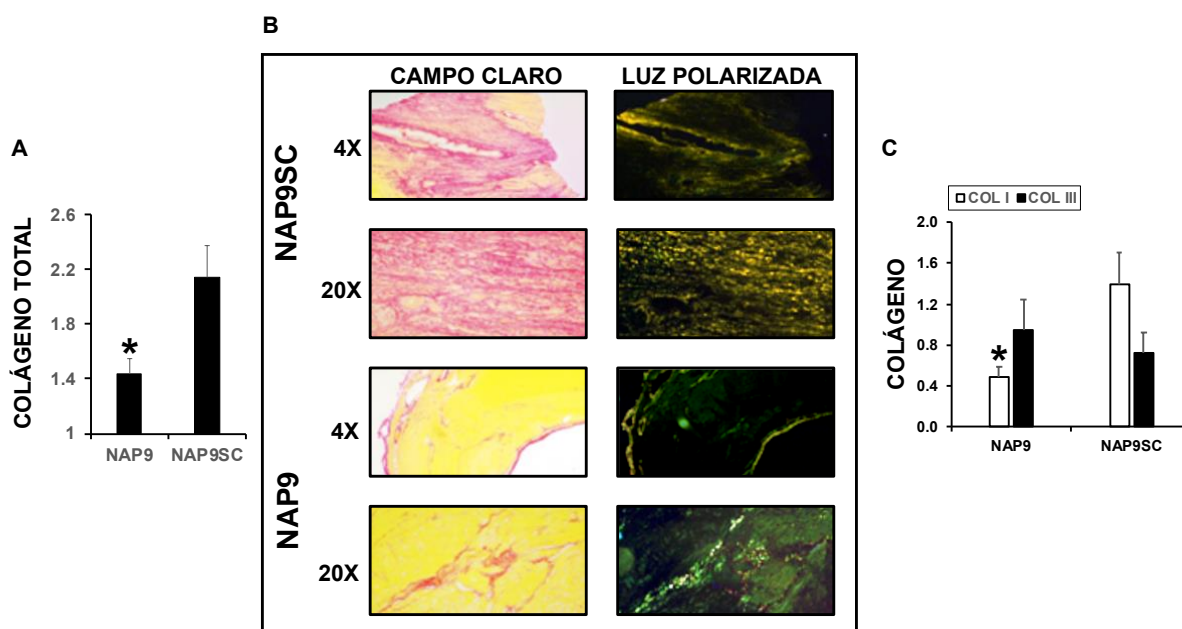 B
CAMPO CLARO LUZ POLARIZADA
NAP9SC
4X
20X
NAP9
4X
20X
A
COLÁGENO TOTAL
2.6
2.2
1.8
1.4
1
*
NAP9 NAP9SC
C
COL I COL III
COLÁGENO
2.0
1.6
1.2
0.8
0.4
0.0
*
NAP9 NAP9SC